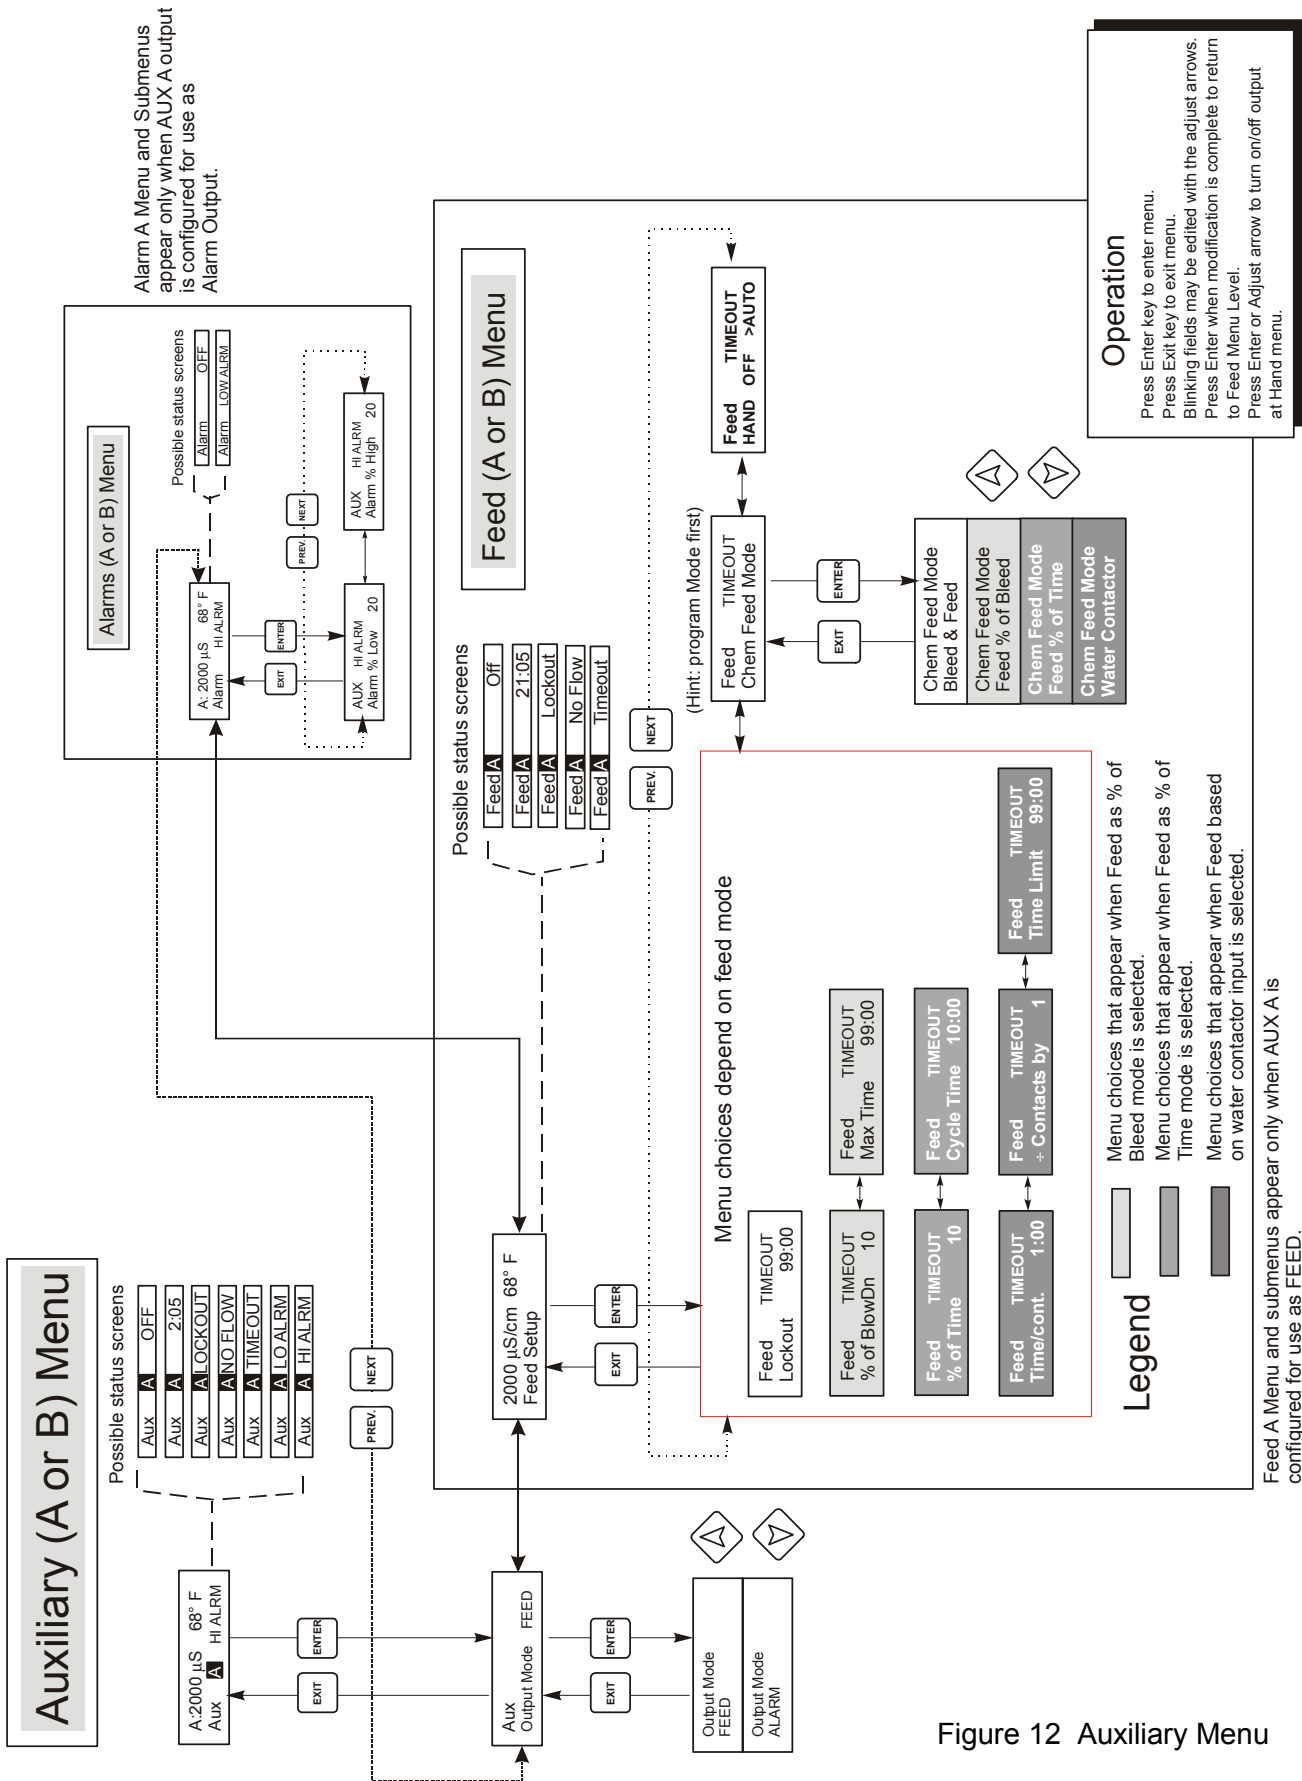 Auxiliary (A or B) Menu
Possible status screens
Aux A OFF
Aux A 2:05
Aux A LOCKOUT
Aux A NO FLOW
Aux A TIMEOUT
Aux A LO ALRM
Aux A HI ALRM
A:2000 µS 68° F
Aux A HI ALRM
EXIT
ENTER
Aux
Output Mode FEED
EXIT
ENTER
Output Mode
FEED
Output Mode
ALARM
PREV.
NEXT
Alarms (A or B) Menu
Possible status screens
Alarm OFF
Alarm LOW ALRM
A: 2000 µS 68° F
Alarm HI ALRM
EXIT
ENTER
PREV.
NEXT
AUX HI ALRM
Alarm % Low 20
AUX HI ALRM
Alarm % High 20
Alarm A Menu and Submenus
appear only when AUX A output
is configured for use as
Alarm Output.
Feed (A or B) Menu
Possible status screens
Feed A Off
Feed A 21:05
Feed A Lockout
Feed A No Flow
Feed A Timeout
2000 µS/cm 68° F
Feed Setup
EXIT
ENTER
PREV.
NEXT
Menu choices depend on feed mode
Feed TIMEOUT
Lockout 99:00
Feed TIMEOUT
% of BlowDn 10
Feed TIMEOUT
Max Time 99:00
Feed TIMEOUT
% of Time 10
Feed TIMEOUT
Cycle Time 10:00
Feed TIMEOUT
Time/cont. 1:00
Feed TIMEOUT
÷ Contacts by 1
Feed TIMEOUT
Time Limit 99:00
(Hint: program Mode first)
Feed TIMEOUT
Chem Feed Mode
Feed TIMEOUT
HAND OFF >AUTO
EXIT
ENTER
Chem Feed Mode
Bleed & Feed
Chem Feed Mode
Feed % of Bleed
Chem Feed Mode
Feed % of Time
Chem Feed Mode
Water Contactor
Legend
Menu choices that appear when Feed as % of
Bleed mode is selected.
Menu choices that appear when Feed as % of
Time mode is selected.
Menu choices that appear when Feed based
on water contactor input is selected.
Feed A Menu and submenus appear only when AUX A is
configured for use as FEED.
Operation
Press Enter key to enter menu.
Press Exit key to exit menu.
Blinking fields may be edited with the adjust arrows.
Press Enter when modification is complete to return
to Feed Menu Level.
Press Enter or Adjust arrow to turn on/off output
at Hand menu.
Figure 12 Auxiliary Menu